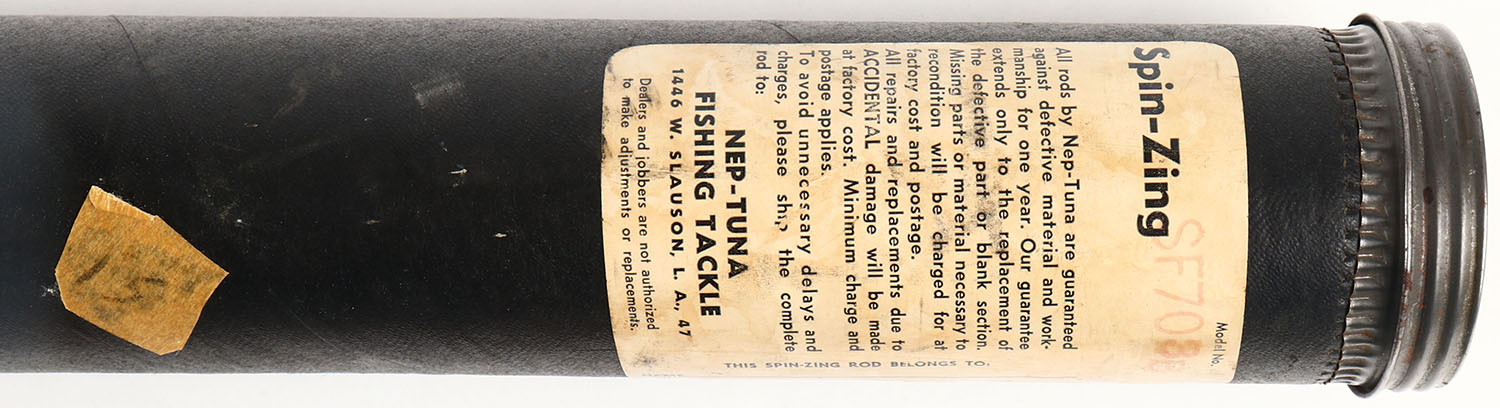 Spin-Zing
Model No.
All rods by Nep-Tuna are guaranteed
against defective material and work-
manship for one year. Our guarantee
extends only to the replacement of
the defective part or blank section.
Missing parts or material necessary to
recondition will be charged for at
factory cost and postage.
All repairs and replacements due to
ACCIDENTAL damage will be made
at factory cost. Minimum charge and
postage applies.
To avoid unnecessary delays and
charges, please the complete
rod to:
NEP-TUNA
FISHING TACKLE
1446 W. SLAUSON, L. A., 47
Dealers and jobbers are not authorized
to make adjustments or replacements.
THIS SPIN-ZING ROD BELONGS TO: